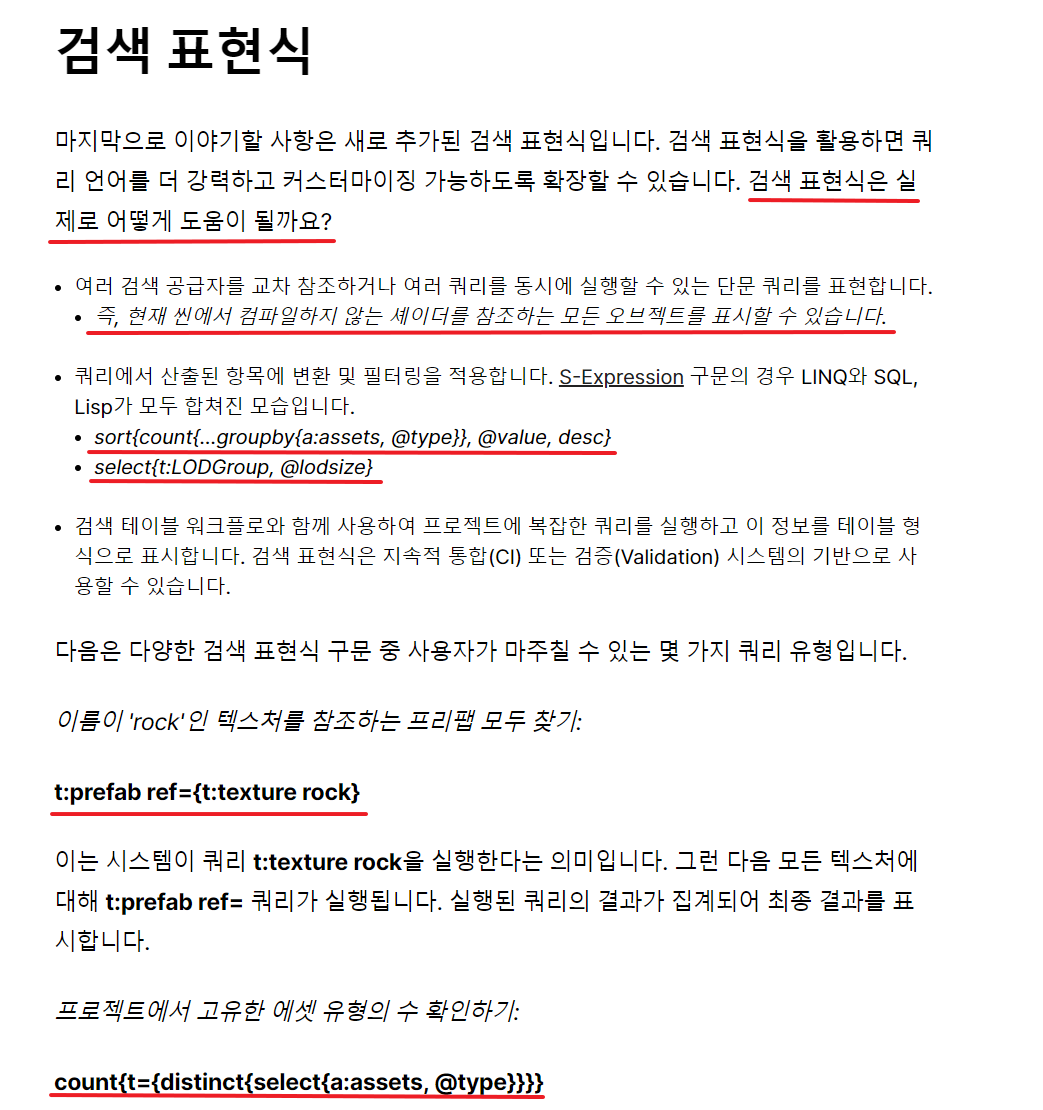 검색 표현식
마지막으로 이야기할 사항은 새로 추가된 검색 표현식입니다. 검색 표현식을 활용하면 쿼
리 언어를 더 강력하고 커스터마이징 가능하도록 확장할 수 있습니다. 검색 표현식은 실
제로 어떻게 도움이 될까요?
• 여러 검색 공급자를 교차 참조하거나 여러 쿼리를 동시에 실행할 수 있는 단문 쿼리를 표현합니다.
• 즉, 현재 씬에서 컴파일하지 않는 셰이더를 참조하는 모든 오브젝트를 표시할 수 있습니다.
• 쿼리에서 산출된 항목에 변환 및 필터링을 적용합니다. S-Expression 구문의 경우 LINQ와 SQL,
Lisp가 모두 합쳐진 모습입니다.
• sort{count{...groupby{a:assets, @type}}, @value, desc}
• select{t:LODGroup, @lodsize}
• 검색 테이블 워크플로와 함께 사용하여 프로젝트에 복잡한 쿼리를 실행하고 이 정보를 테이블 형
식으로 표시합니다. 검색 표현식은 지속적 통합(CI) 또는 검증(Validation) 시스템의 기반으로 사
용할 수 있습니다.
다음은 다양한 검색 표현식 구문 중 사용자가 마주칠 수 있는 몇 가지 쿼리 유형입니다.
이름이 'rock'인 텍스처를 참조하는 프리팹 모두 찾기:
t:prefab ref={t:texture rock}
이는 시스템이 쿼리 t:texture rock을 실행한다는 의미입니다. 그런 다음 모든 텍스처에
대해 t:prefab ref= 쿼리가 실행됩니다. 실행된 쿼리의 결과가 집계되어 최종 결과를 표
시합니다.
프로젝트에서 고유한 에셋 유형의 수 확인하기:
count{t={distinct{select{a:assets, @type}}}}